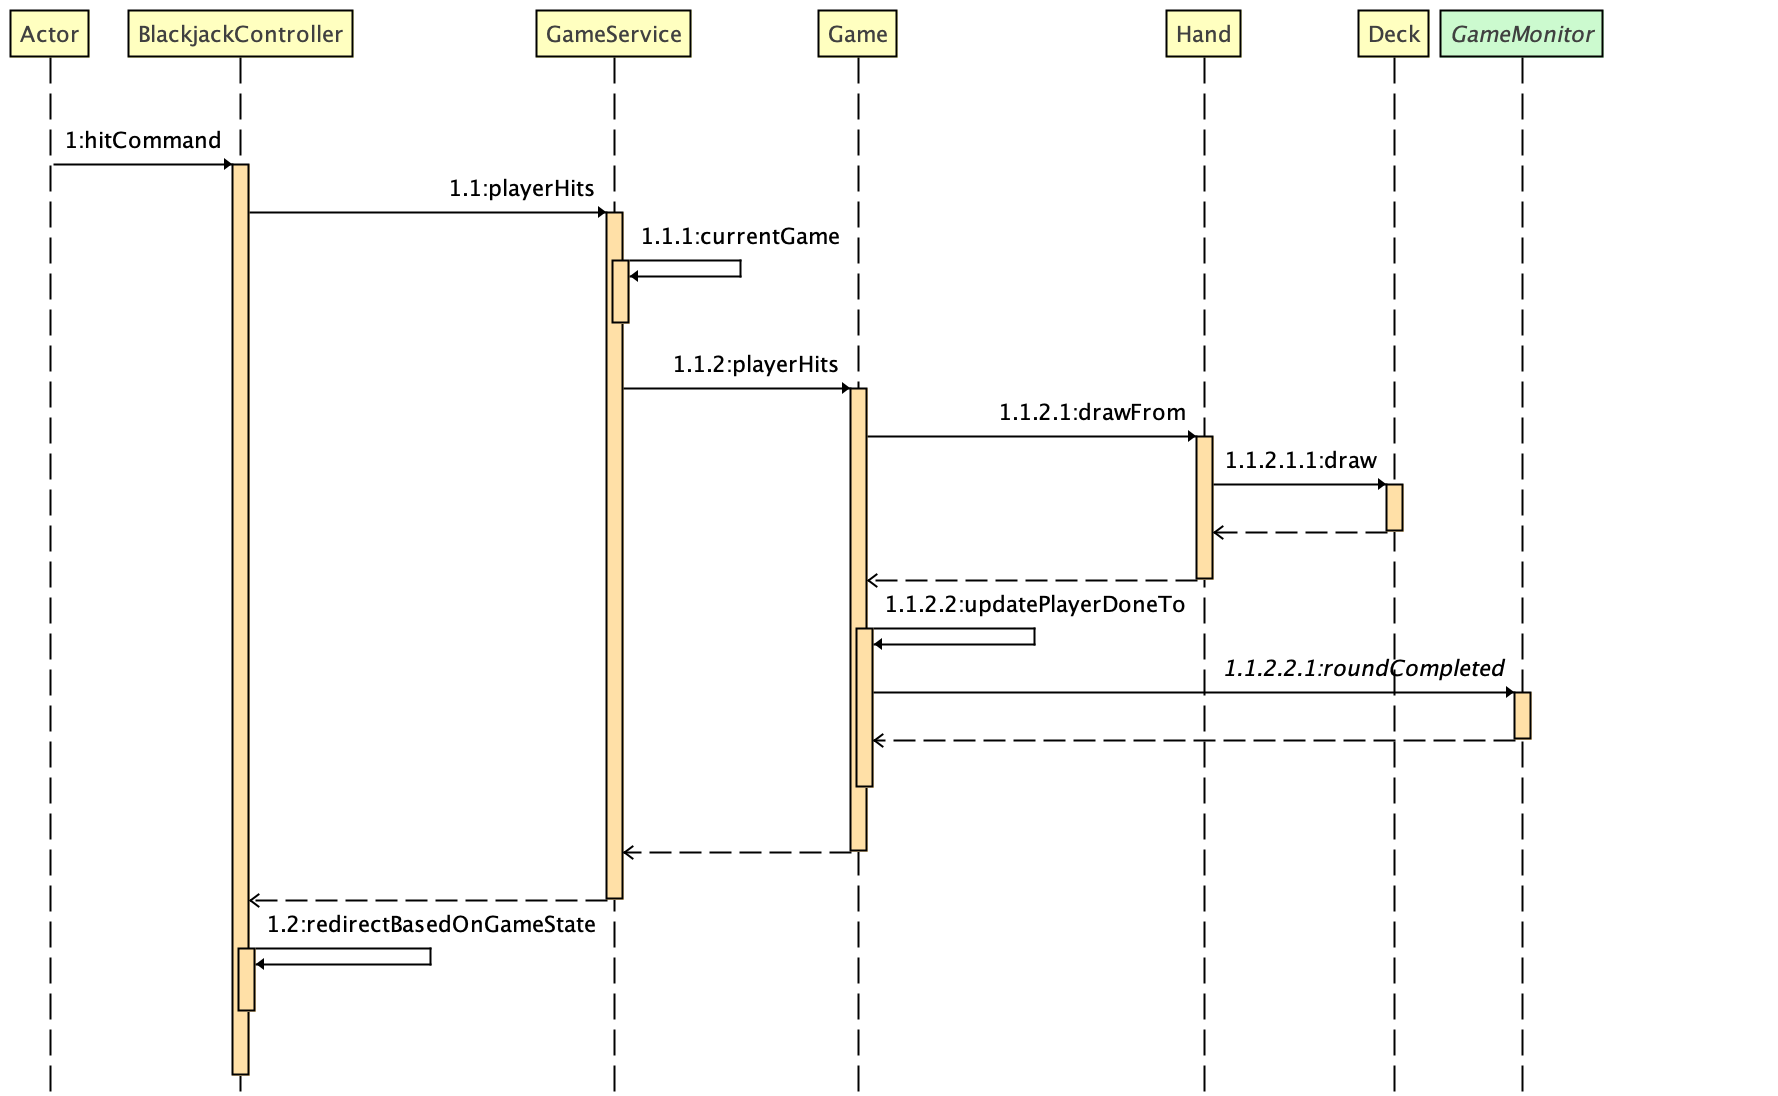 Actor
BlackjackController
GameService
Game
Hand
Deck
GameMonitor
1:hitCommand
1.1:playerHits
1.1.1:currentGame
1.1.2:playerHits
1.1.2.1:drawFrom
1.1.2.1.1:draw
1.1.2.2:updatePlayerDoneTo
1.1.2.2.1:roundCompleted
1.2:redirectBasedOnGameState